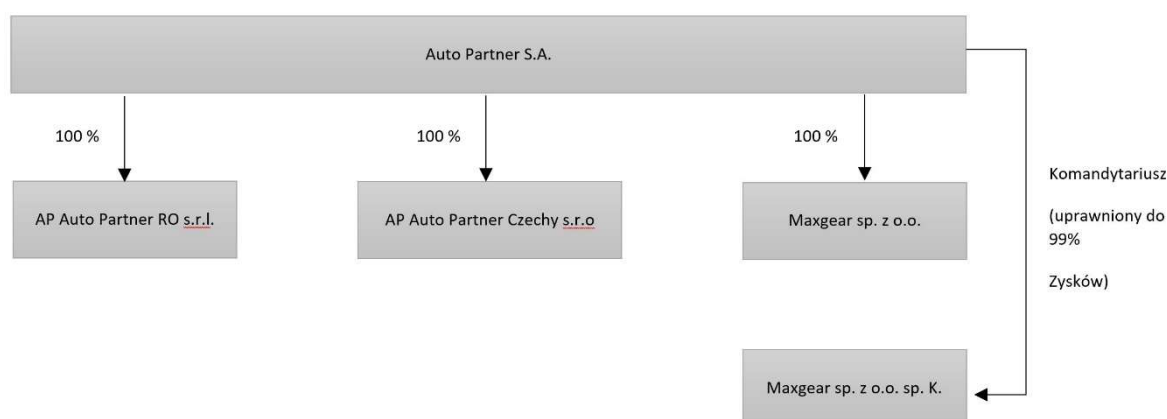 Auto Partner S.A.
100 %
100 %
100 %
AP Auto Partner RO s.r.l.
AP Auto Partner Czechy s.r.o
Maxgear sp. z o.o.
Komandytariusz
(uprawniony do
99%
Zysków)
Maxgear sp. z o.o. sp. K.